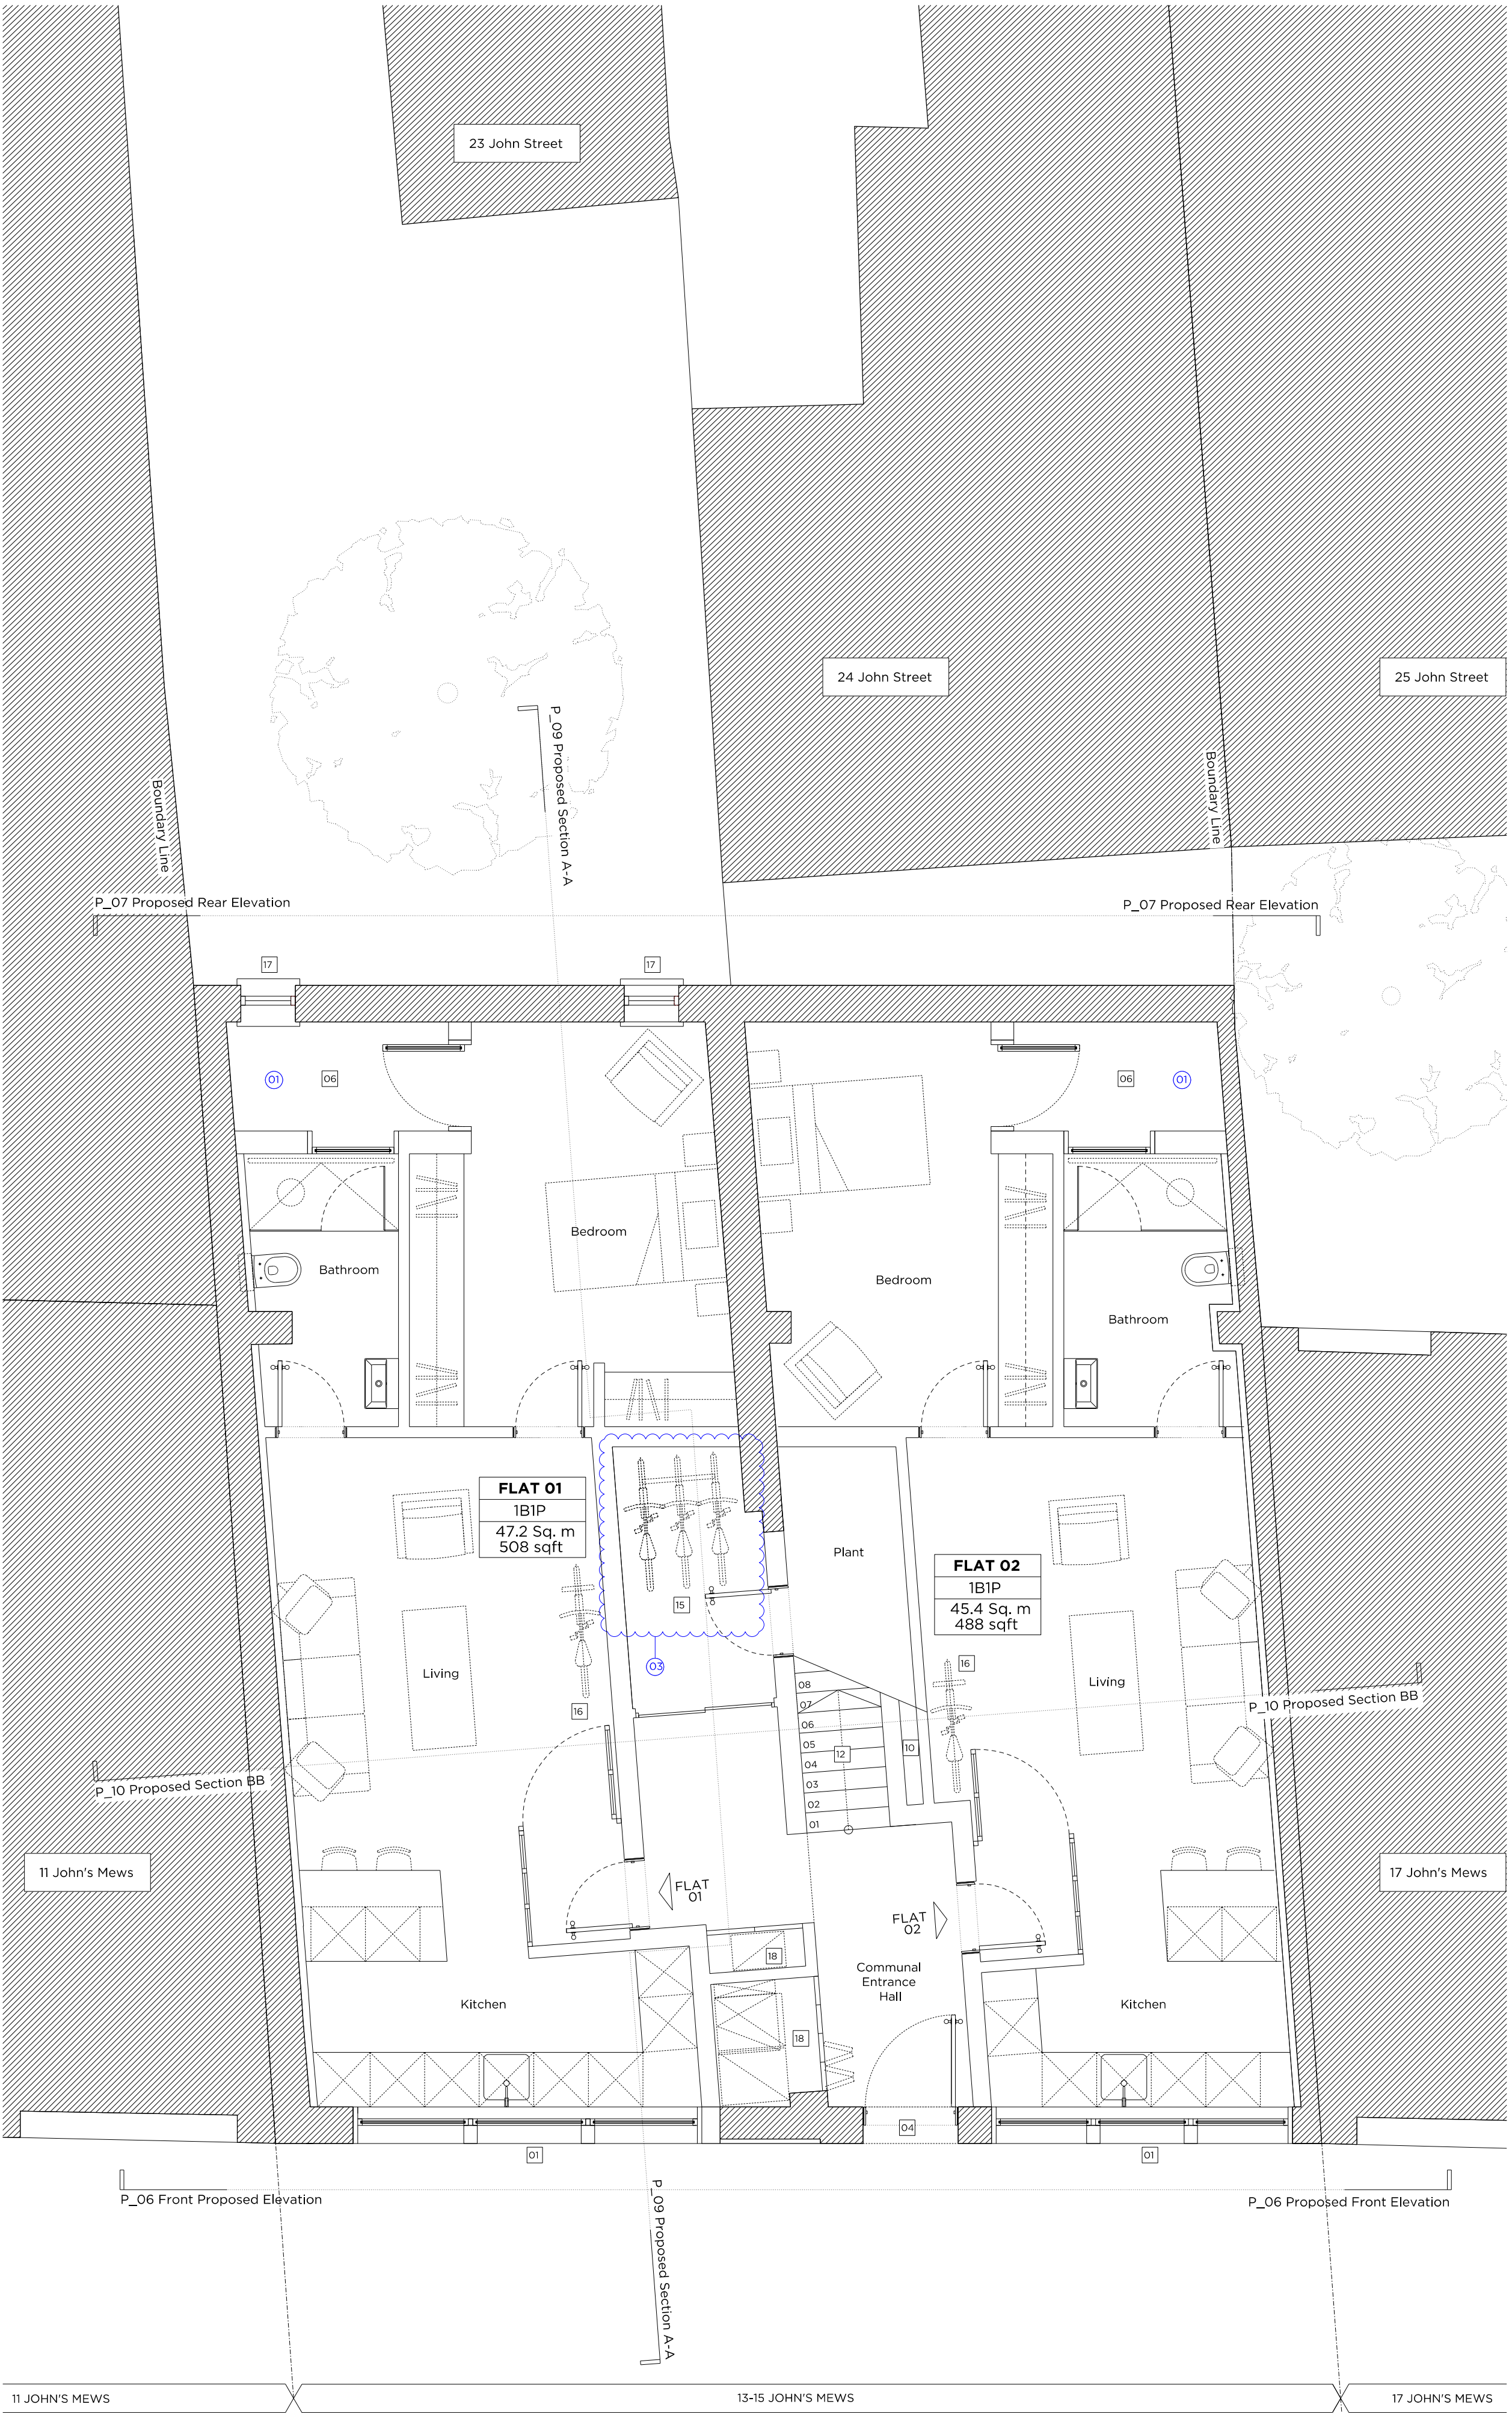 23 John Street
24 John Street
25 John Street
P_09 Proposed Section A-A
Boundary Line
Boundary Line
P_07 Proposed Rear Elevation
P_07 Proposed Rear Elevation
17
17
01
06
06
01
Bedroom
Bathroom
Bedroom
Bathroom
FLAT 01
1B1P
47.2 Sq. m
508 sqft
Plant
FLAT 02
1B1P
45.4 Sq. m
488 sqft
15
03
16
16
Living
Living
08
07
06
05
04
03
02
01
12
10
P_10 Proposed Section BB
P_10 Proposed Section BB
11 John's Mews
17 John's Mews
FLAT
01
FLAT
02
18
Communal
Entrance
Hall
Kitchen
Kitchen
18
04
01
01
P_06 Front Proposed Elevation
P_06 Proposed Front Elevation
P_09 Proposed Section A-A
11 JOHN'S MEWS
13-15 JOHN'S MEWS
17 JOHN'S MEWS